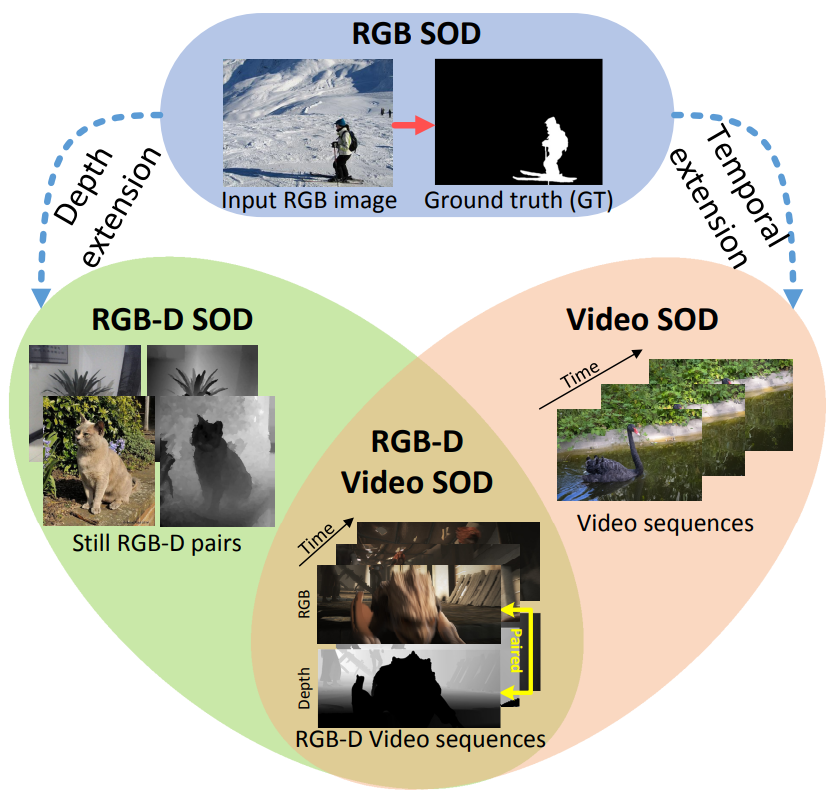 RGB SOD
Input RGB image
Ground truth (GT)
Depth
extension
Temporal
extension
RGB-D SOD
Still RGB-D pairs
Video SOD
Time
Video sequences
RGB-D
Video SOD
Time
RGB
Depth
Paired
RGB-D Video sequences